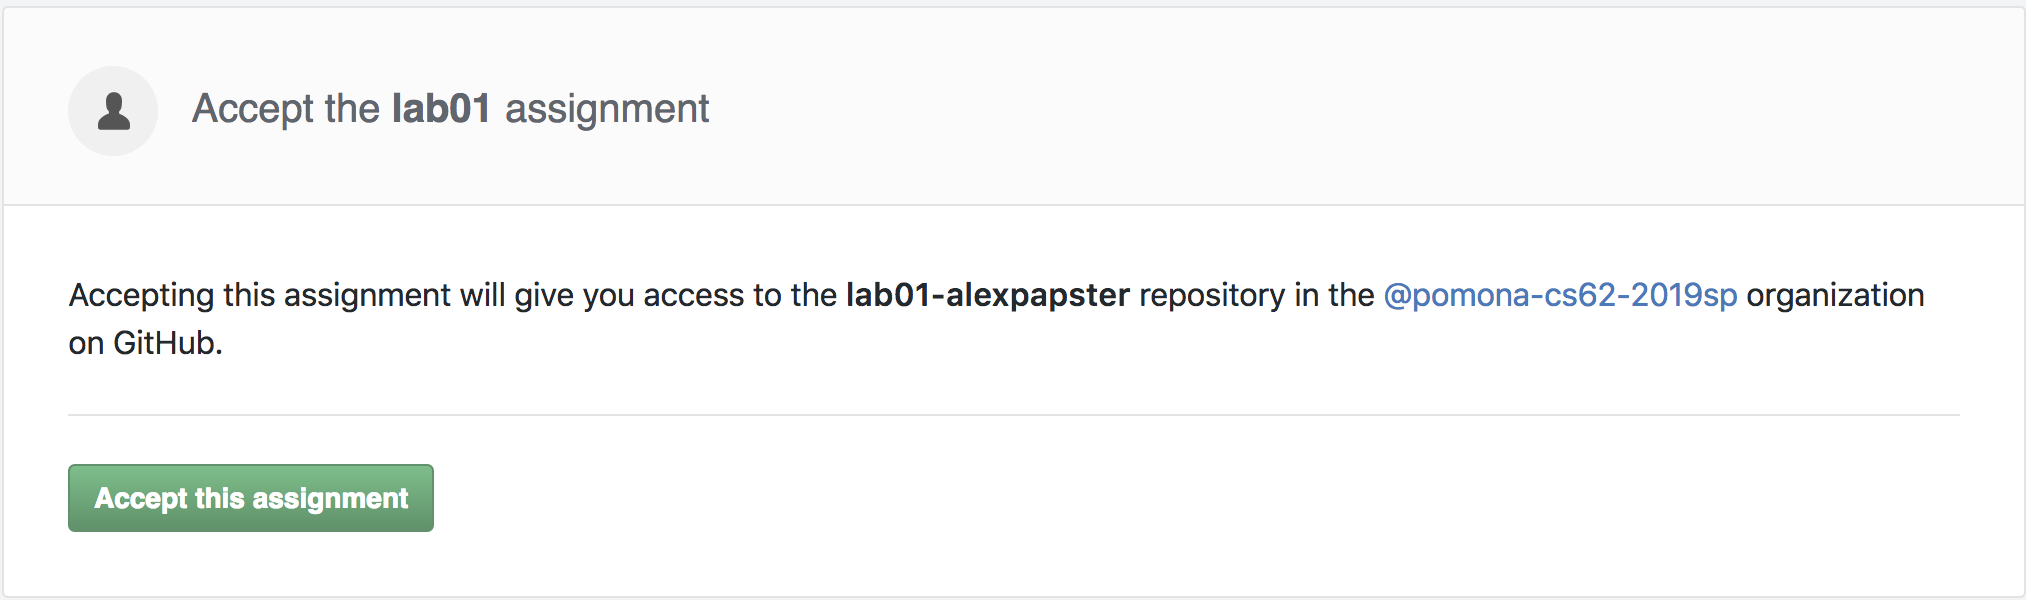 Accept the lab01 assignment
Accepting this assignment will give you access to the lab01-alexpapster repository in the @pomona-cs62-2019sp organization
on GitHub.
Accept this assignment